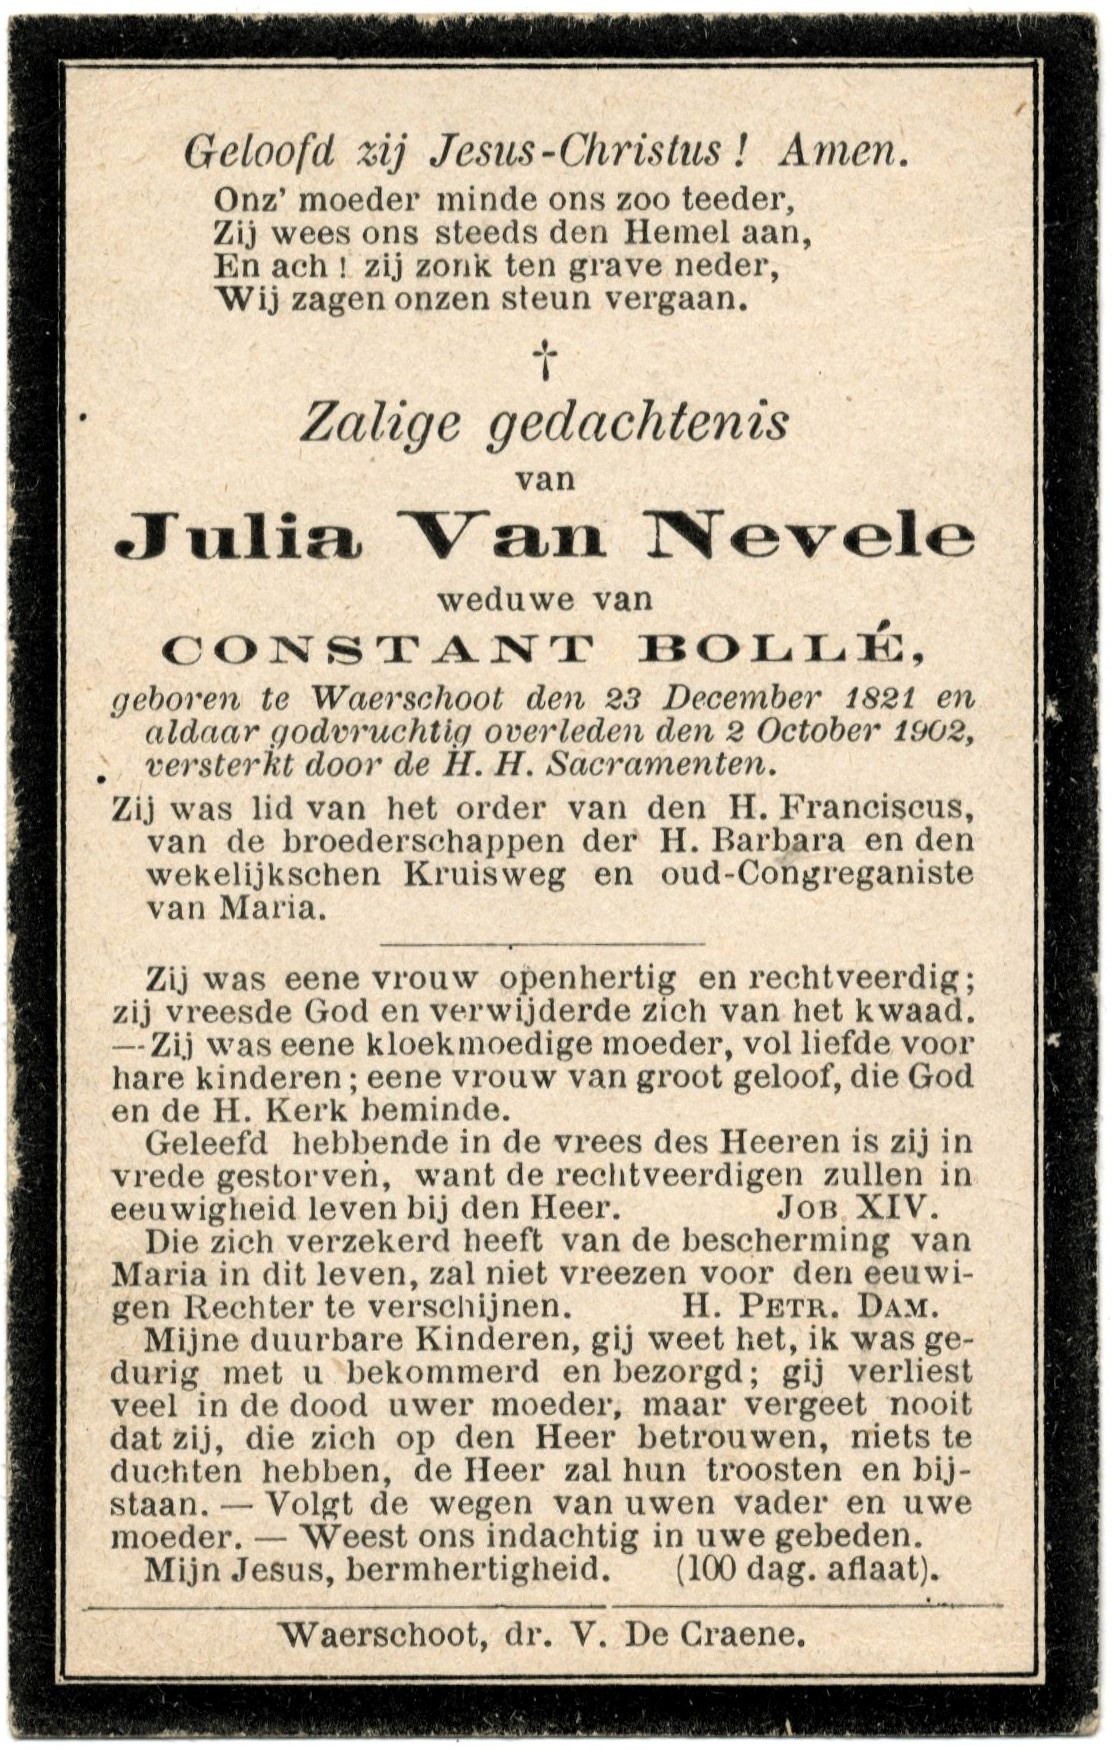 Geloofd zij Jesus-Christus ! Amen.
Onz' moeder minde ons zoo teeder,
Zij wees ons steeds den Hemel aan,
En ach ! zij zonk ten grave neder,
Wij zagen onzen steun vergaan.
†
Zalige gedachtenis
van
Julia Van Nevele
weduwe van
CONSTANT BOLLÉ,
geboren te Waerschoot den 23 December 1821 en
aldaar godvruchtig overleden den 2 October 1902,
versterkt door de H. H. Sacramenten.
Zij was lid van het order van den H. Franciscus,
van de broederschappen der H. Barbara en den
wekelijkschen Kruisweg en oud-Congreganiste
van Maria.
Zij was eene vrouw openhertig en rechtveerdig;
zij vreesde God en verwijderde zich van het kwaad.
— Zij was eene kloekmoedige moeder, vol liefde voor
hare kinderen; eene vrouw van groot geloof, die God
en de H. Kerk beminde.
Geleefd hebbende in de vrees des Heeren is zij in
vrede gestorven, want de rechtveerdigen zullen in
eeuwigheid leven bij den Heer. JOB XIV.
Die zich verzekerd heeft van de bescherming van
Maria in dit leven, zal niet vreezen voor den eeuwi-
gen Rechter te verschijnen. H. PETR. DAM.
Mijne duurbare Kinderen, gij weet het, ik was ge-
durig met u bekommerd en bezorgd; gij verliest
veel in de dood uwer moeder, maar vergeet nooit
dat zij, die zich op den Heer betrouwen, niets te
duchten hebben, de Heer zal hun troosten en bij-
staan. — Volgt de wegen van uwen vader en uwe
moeder. — Weest ons indachtig in uwe gebeden.
Mijn Jesus, bermhertigheid. (100 dag. aflaat).
Waerschoot, dr. V. De Craene.